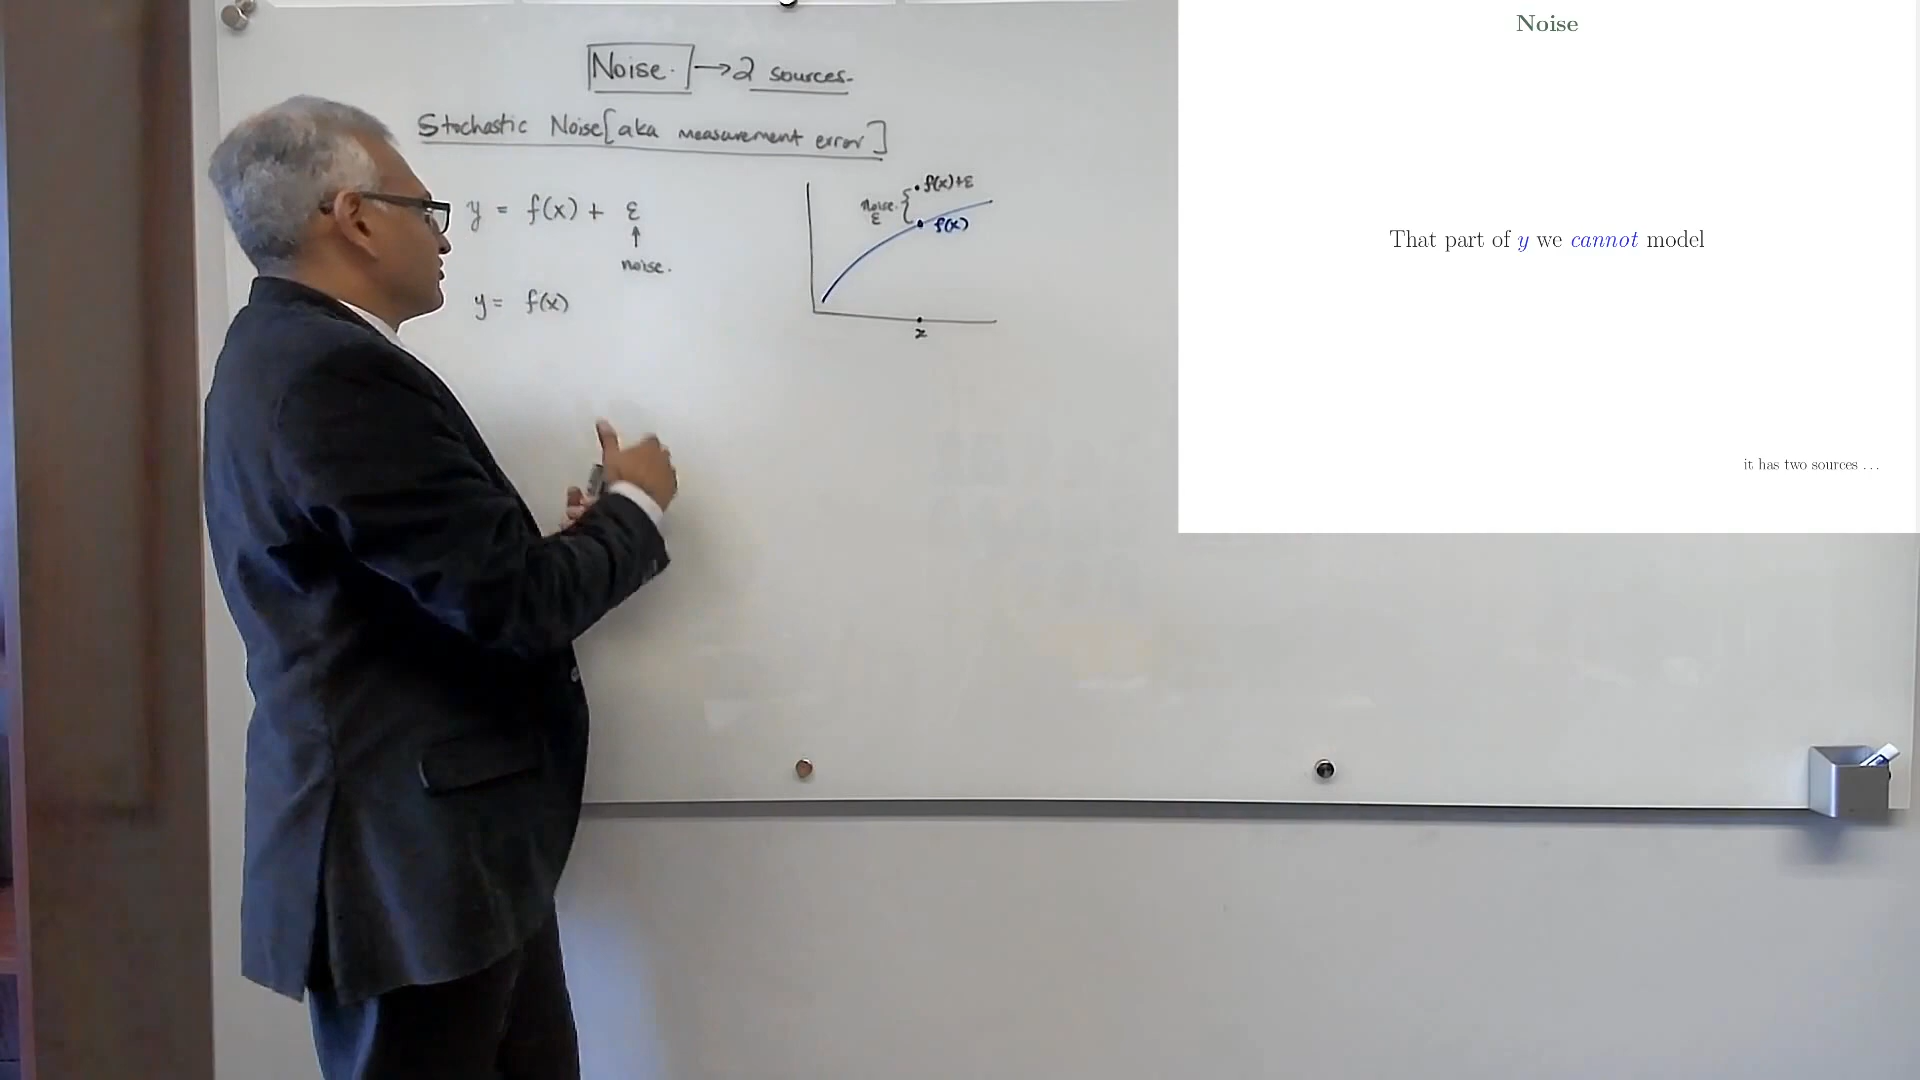 Noise. → 2 sources.
Stochastic Noise [aka measurement error]
y = f(x) + ε
↑
noise.
y = f(x)
f(x)+ε
noise.
ε
f(x)
x
Noise
That part of y we cannot model
it has two sources ...